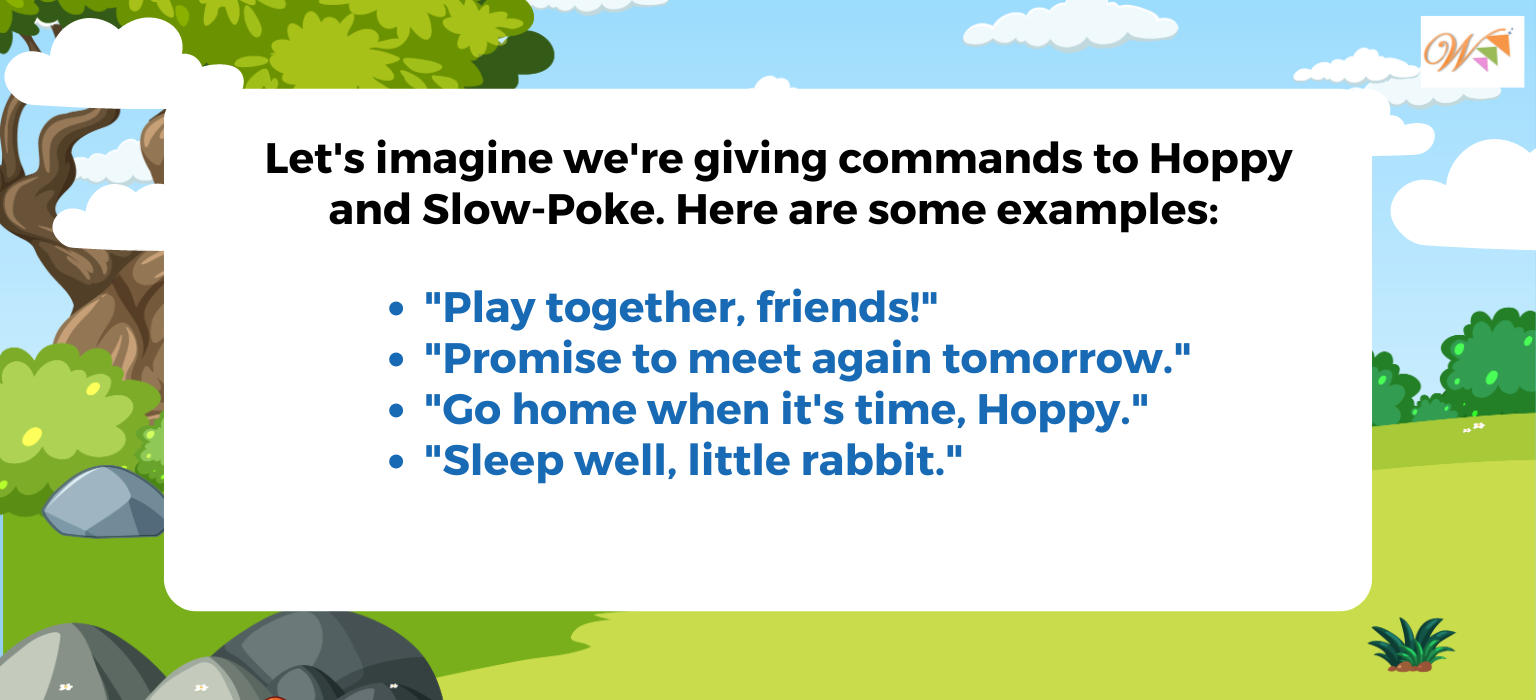 W
Let's imagine we're giving commands to Hoppy
and Slow-Poke. Here are some examples:
• "Play together, friends!"
• "Promise to meet again tomorrow."
• "Go home when it's time, Hoppy."
• "Sleep well, little rabbit."